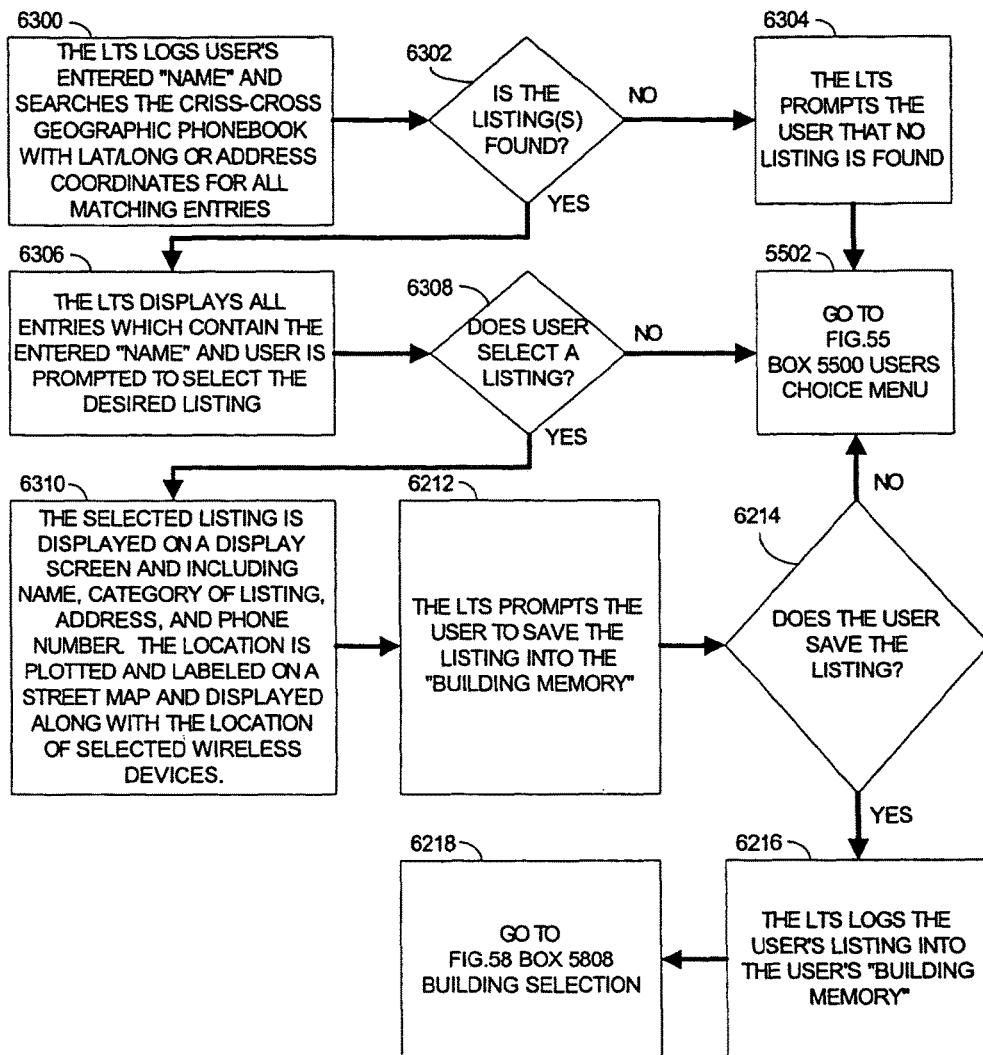 6300
THE LTS LOGS USER'S
ENTERED "NAME" AND
SEARCHES THE CRISS-CROSS
GEOGRAPHIC PHONEBOOK
WITH LAT/LONG OR ADDRESS
COORDINATES FOR ALL
MATCHING ENTRIES
6302
IS THE
LISTING(S)
FOUND?
NO
YES
6304
THE LTS
PROMPTS THE
USER THAT NO
LISTING IS FOUND
6306
THE LTS DISPLAYS ALL
ENTRIES WHICH CONTAIN THE
ENTERED "NAME" AND USER IS
PROMPTED TO SELECT THE
DESIRED LISTING
6308
DOES USER
SELECT A
LISTING?
NO
YES
5502
GO TO
FIG.55
BOX 5500 USERS
CHOICE MENU
6310
THE SELECTED LISTING IS
DISPLAYED ON A DISPLAY
SCREEN AND INCLUDING
NAME, CATEGORY OF LISTING,
ADDRESS, AND PHONE
NUMBER. THE LOCATION IS
PLOTTED AND LABELED ON A
STREET MAP AND DISPLAYED
ALONG WITH THE LOCATION
OF SELECTED WIRELESS
DEVICES.
6212
THE LTS PROMPTS THE
USER TO SAVE THE
LISTING INTO THE
"BUILDING MEMORY"
6214
NO
DOES THE USER
SAVE THE
LISTING?
YES
6218
GO TO
FIG.58 BOX 5808
BUILDING SELECTION
6216
THE LTS LOGS THE
USER'S LISTING INTO
THE USER'S "BUILDING
MEMORY"